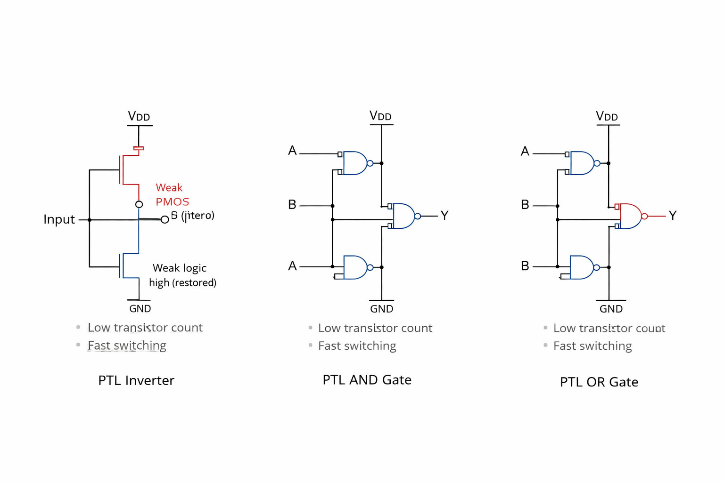 VDD
Weak
PMOS
Input
Weak logic
high (restored)
GND
Low transistor count
Fast switching
PTL Inverter
VDD
A
B
Y
A
GND
Low transistor count
Fast switching
PTL AND Gate
VDD
A
B
Y
B
GND
Low transistor count
Fast switching
PTL OR Gate